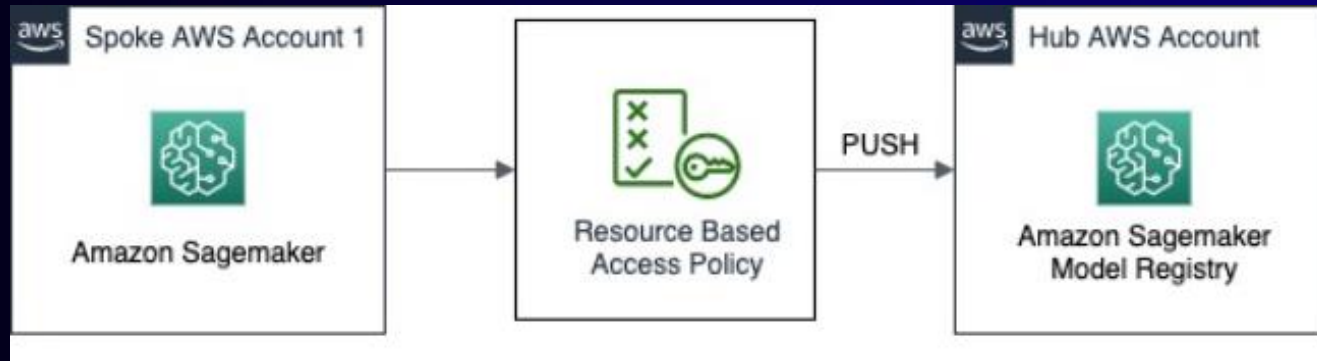 aws
Spoke AWS Account 1
Amazon Sagemaker
Resource Based
Access Policy
PUSH
aws
Hub AWS Account
Amazon Sagemaker
Model Registry